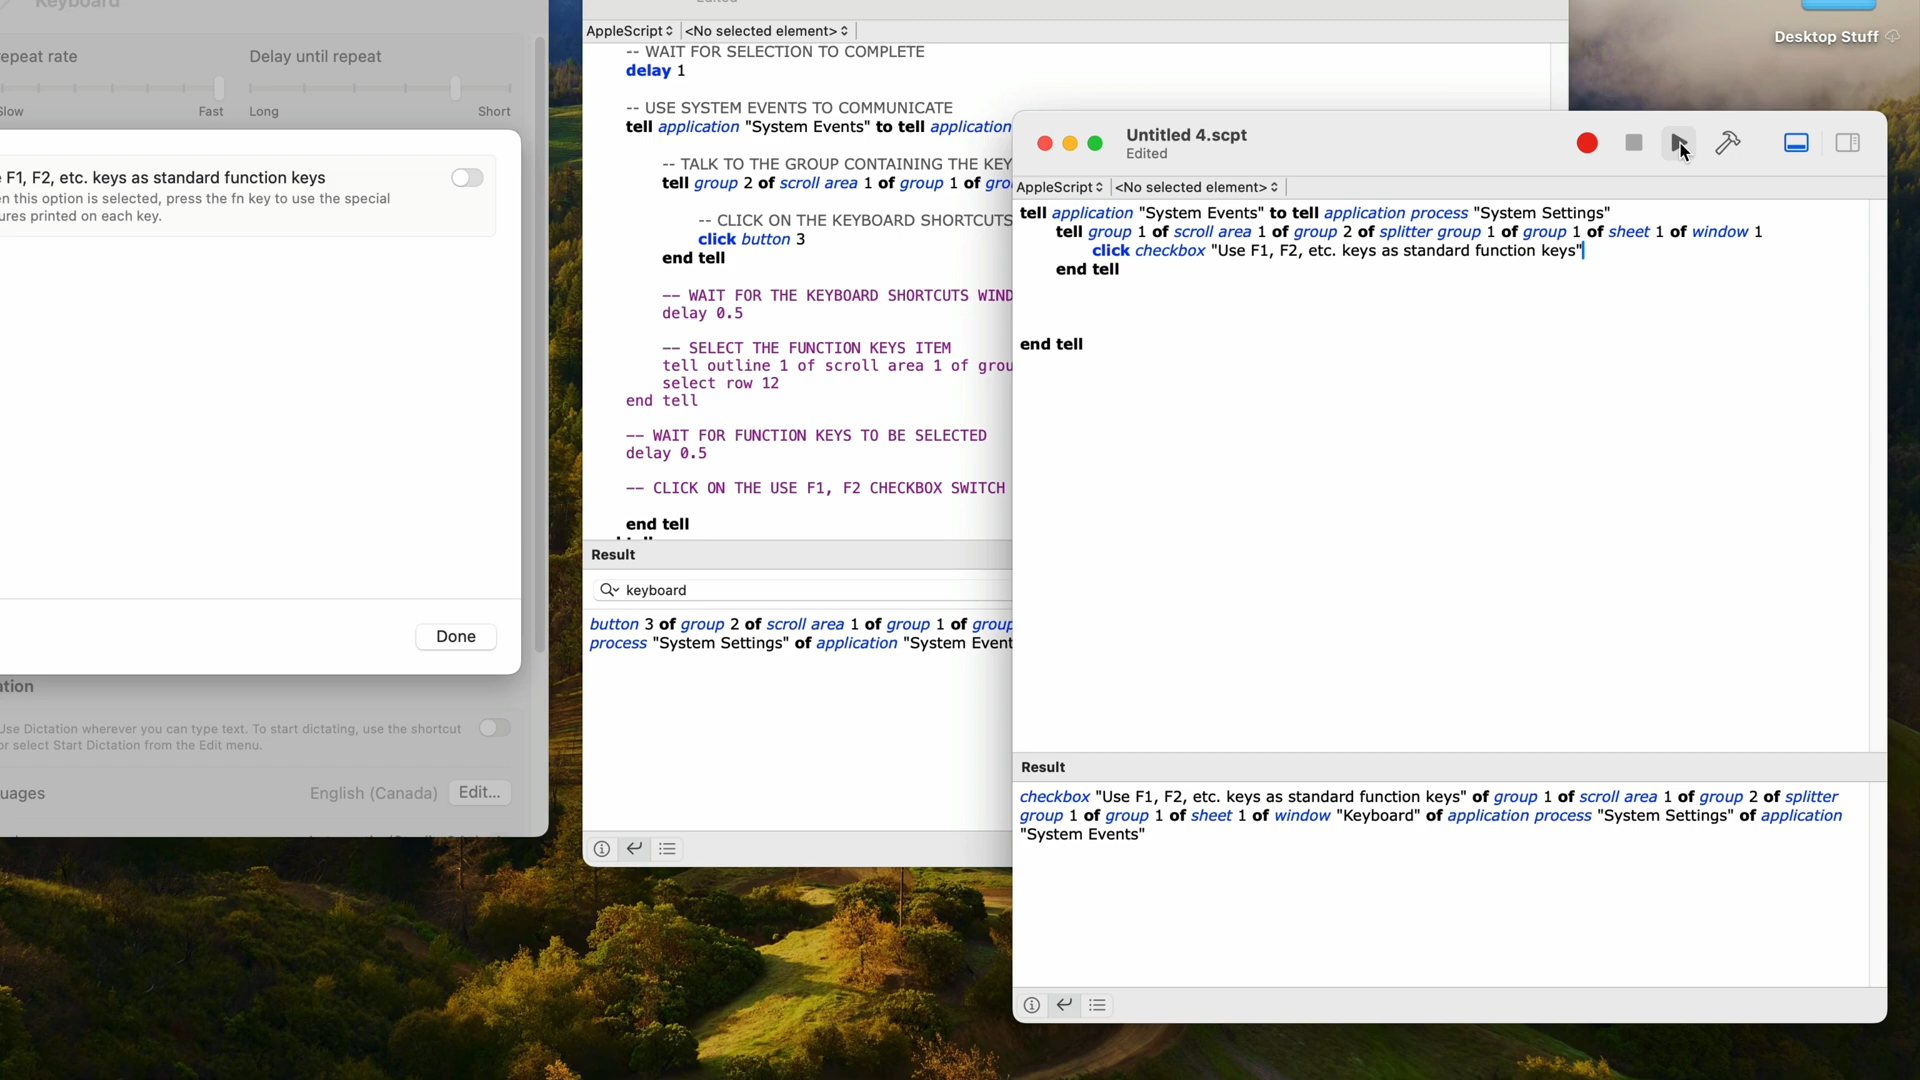 Keyboard
epeat rate
Delay until repeat
Slow
Fast
Long
Short
F1, F2, etc. keys as standard function keys
n this option is selected, press the fn key to use the special
ures printed on each key.
Done
ation
Use Dictation wherever you can type text. To start dictating, use the shortcut
or select Start Dictation from the Edit menu.
uages
English (Canada)
Edit...
Edited
AppleScript
<No selected element>
-- WAIT FOR SELECTION TO COMPLETE
delay 1
-- USE SYSTEM EVENTS TO COMMUNICATE
tell application "System Events" to tell application
-- TALK TO THE GROUP CONTAINING THE KEY
tell group 2 of scroll area 1 of group 1 of gro
-- CLICK ON THE KEYBOARD SHORTCUTS
click button 3
end tell
-- WAIT FOR THE KEYBOARD SHORTCUTS WIND
delay 0.5
-- SELECT THE FUNCTION KEYS ITEM
tell outline 1 of scroll area 1 of grou
select row 12
end tell
-- WAIT FOR FUNCTION KEYS TO BE SELECTED
delay 0.5
-- CLICK ON THE USE F1, F2 CHECKBOX SWITCH
end tell
Result
keyboard
button 3 of group 2 of scroll area 1 of group 1 of group
process "System Settings" of application "System Event
Desktop Stuff
Untitled 4.scpt
Edited
AppleScript
<No selected element>
tell application "System Events" to tell application process "System Settings"
tell group 1 of scroll area 1 of group 2 of splitter group 1 of group 1 of sheet 1 of window 1
click checkbox "Use F1, F2, etc. keys as standard function keys"
end tell
end tell
Result
checkbox "Use F1, F2, etc. keys as standard function keys" of group 1 of scroll area 1 of group 2 of splitter
group 1 of group 1 of sheet 1 of window "Keyboard" of application process "System Settings" of application
"System Events"